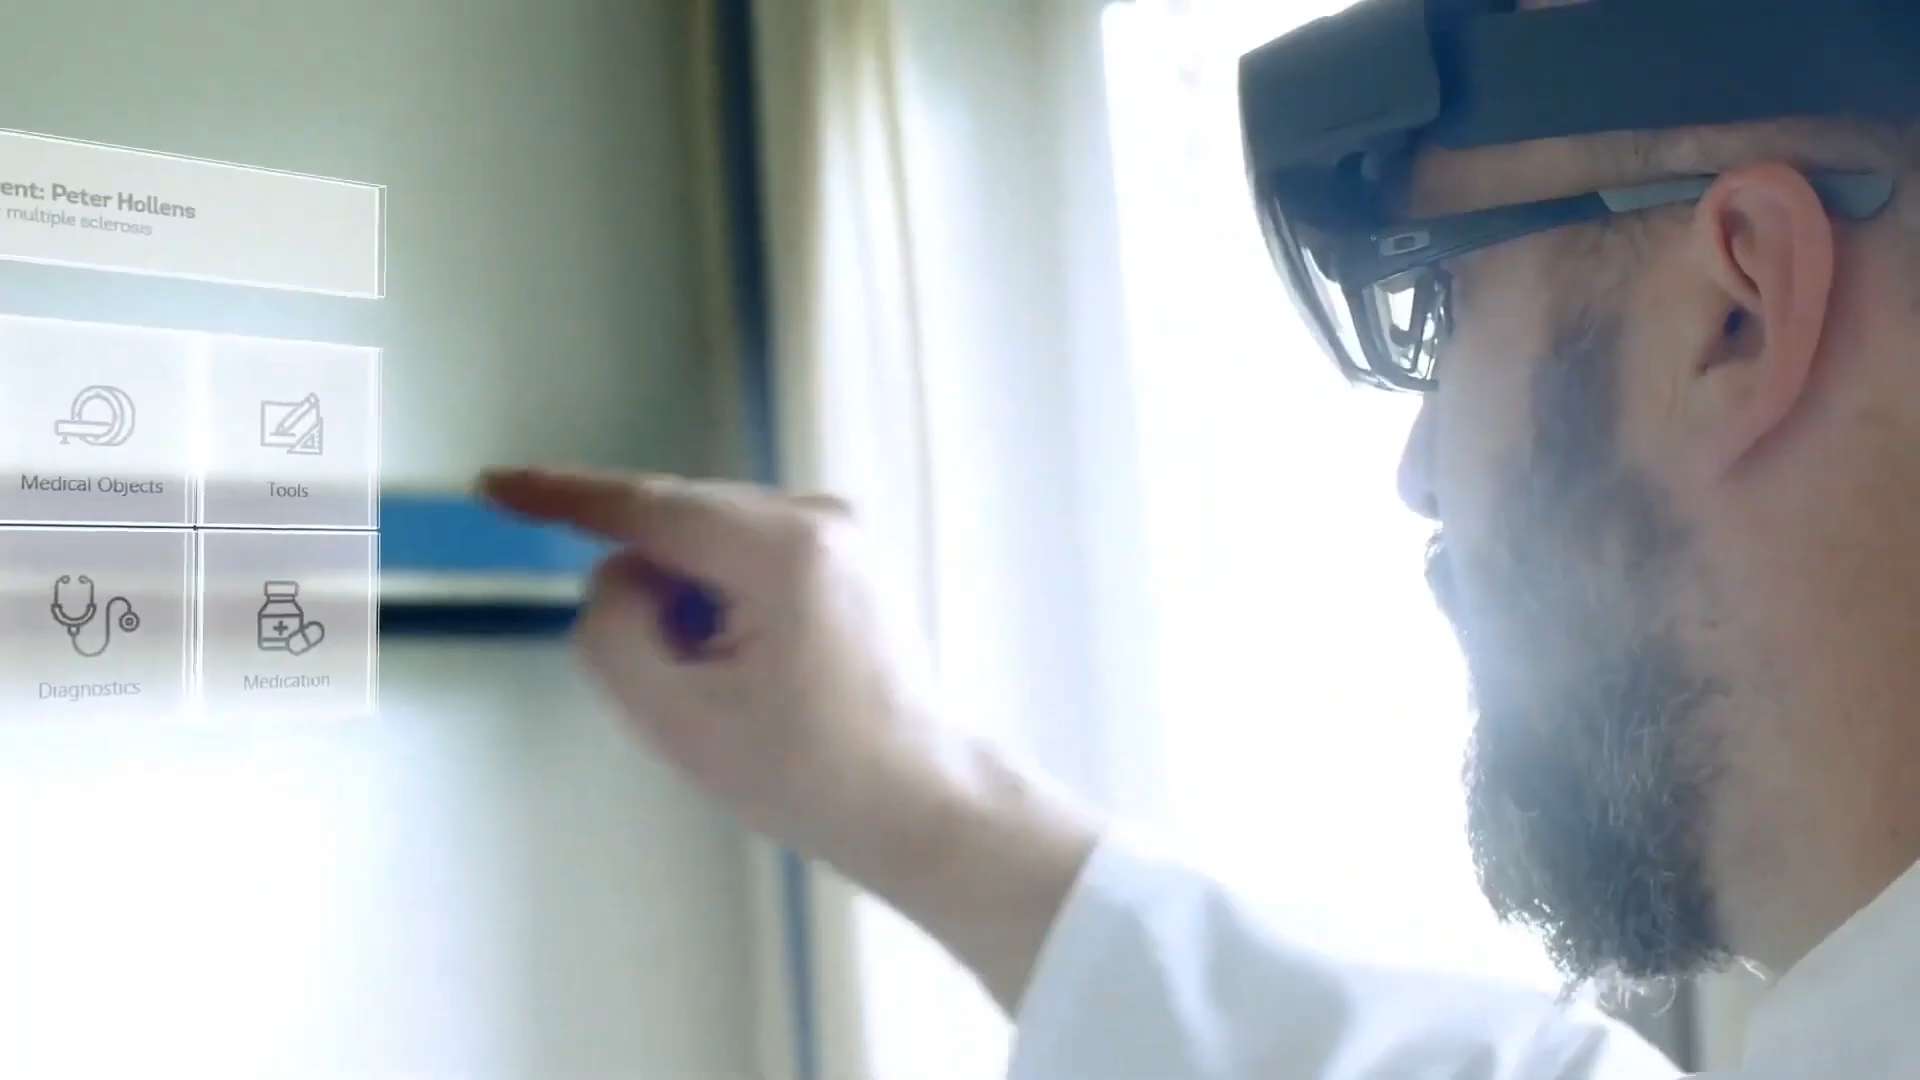 ent: Peter Hollens
: multiple sclerosis
Medical Objects
Tools
Diagnostics
Medication